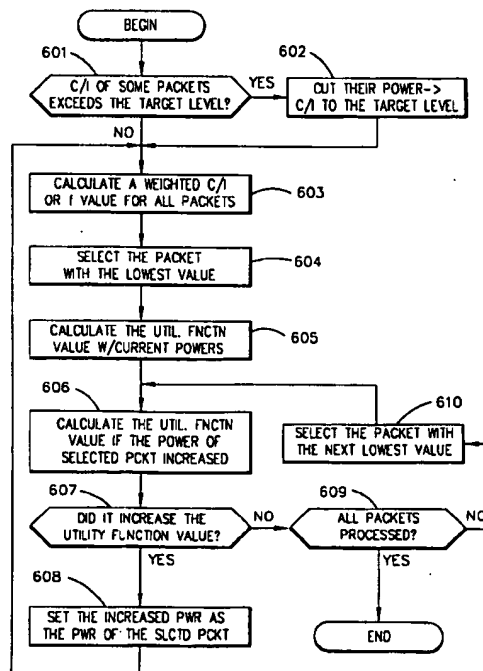 BEGIN
601
C/I OF SOME PACKETS
EXCEEDS THE TARGET LEVEL?
YES
602
CUT THEIR POWER->
C/I TO THE TARGET LEVEL
NO
CALCULATE A WEIGHTED C/I
OR I VALUE FOR ALL PACKETS
603
SELECT THE PACKET
WITH THE LOWEST VALUE
604
CALCULATE THE UTIL. FNCTN
VALUE W/CURRENT POWERS
605
606
CALCULATE THE UTIL. FNCTN
VALUE IF THE POWER OF
SELECTED PCKT INCREASED
610
SELECT THE PACKET WITH
THE NEXT LOWEST VALUE
607
DID IT INCREASE THE
UTILITY FUNCTION VALUE?
NO
609
ALL PACKETS
PROCESSED?
NO
YES
YES
608
SET THE INCREASED PWR AS
THE PWR OF THE SLCTD PCKT
END